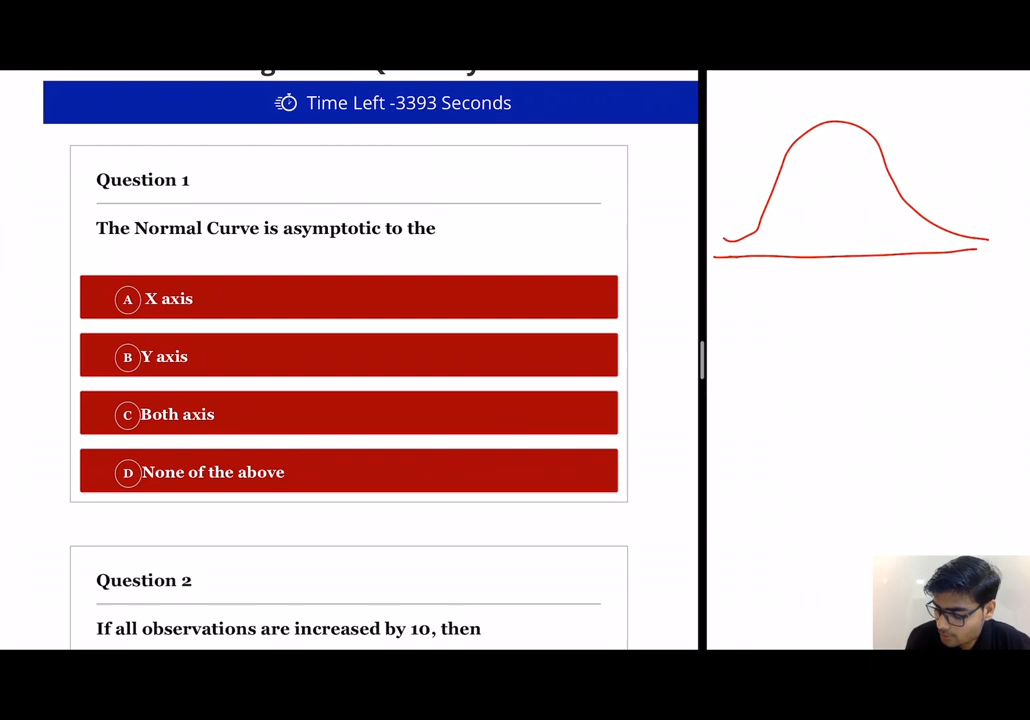 Time Left -3393 Seconds
Question 1
The Normal Curve is asymptotic to the
A X axis
B Y axis
C Both axis
D None of the above
Question 2
If all observations are increased by 10, then